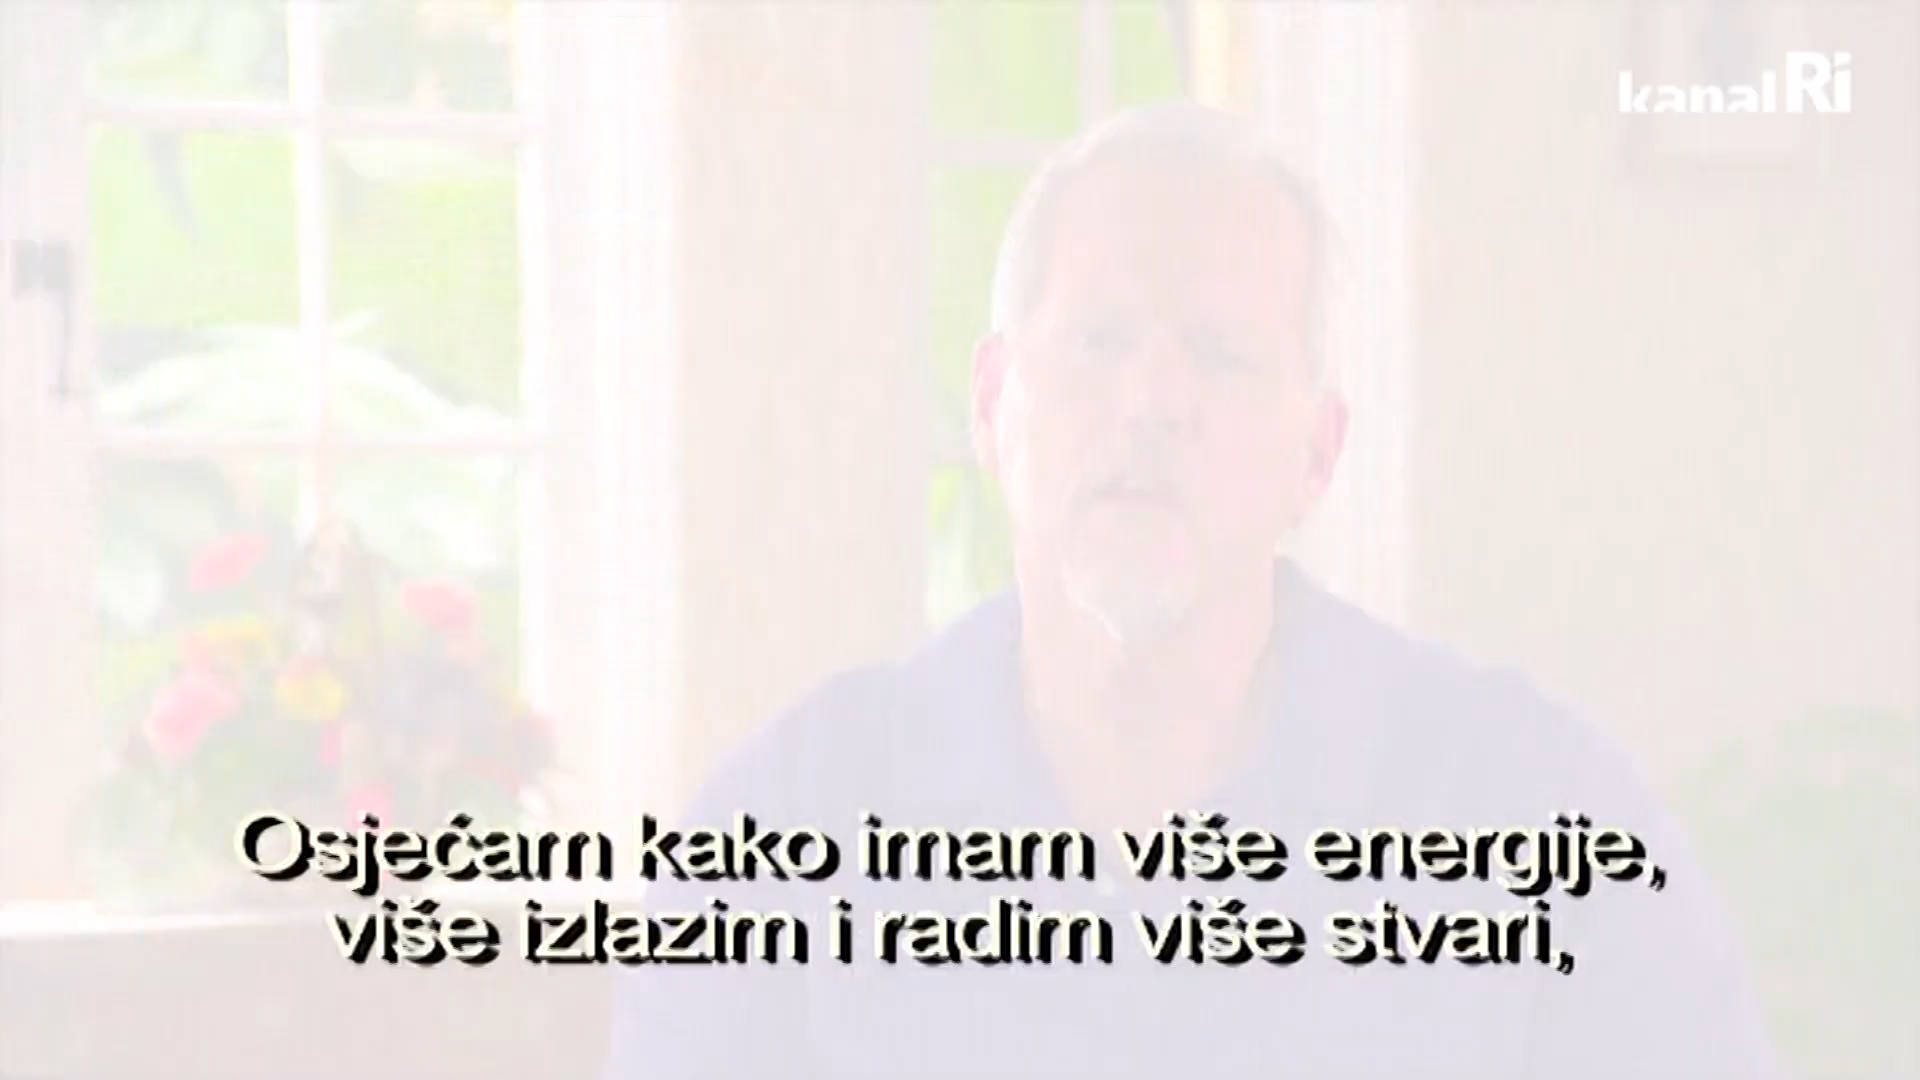 kanal Ri
Osjećam kako imam više energije,
više izlazim i radim više stvari,